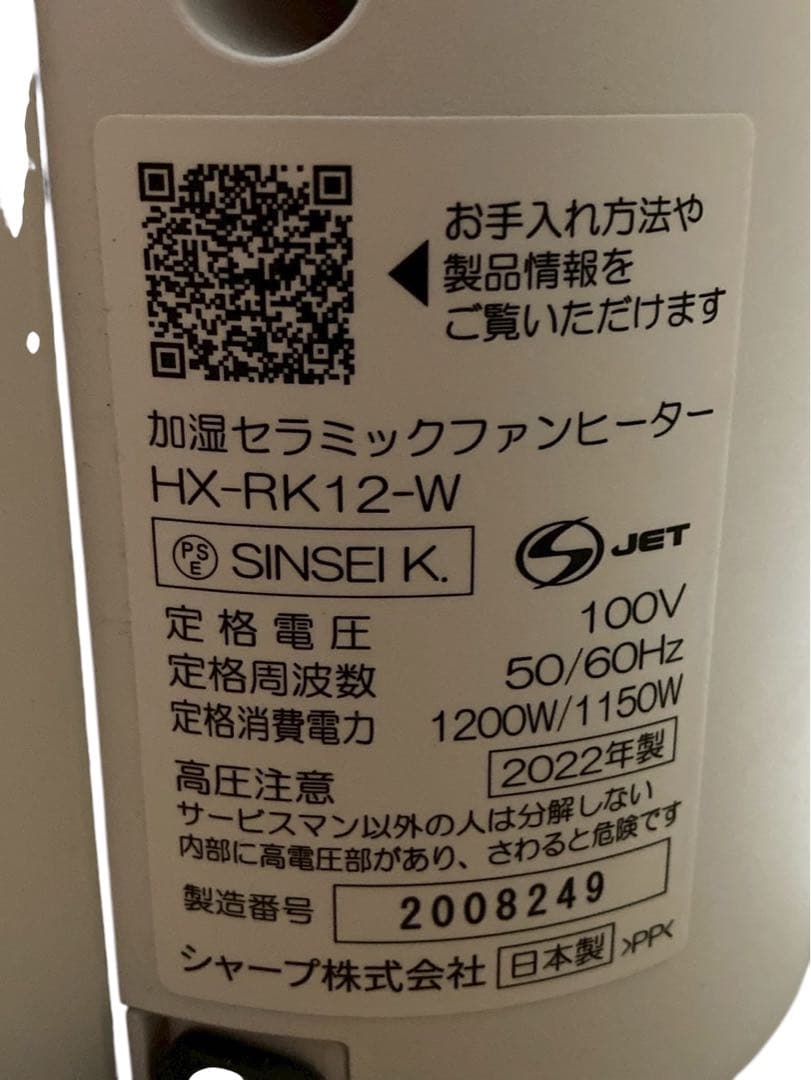 お手入れ方法や
製品情報を
ご覧いただけます
加湿セラミックファンヒーター
HX-RK12-W
PSE SINSEI K.
S JET
定格電圧 100V
定格周波数 50/60Hz
定格消費電力 1200W/1150W
高圧注意 2022年製
サービスマン以外の人は分解しない
内部に高電圧部があり、さわると危険です
製造番号 2008249
シャープ株式会社 日本製 >PP<